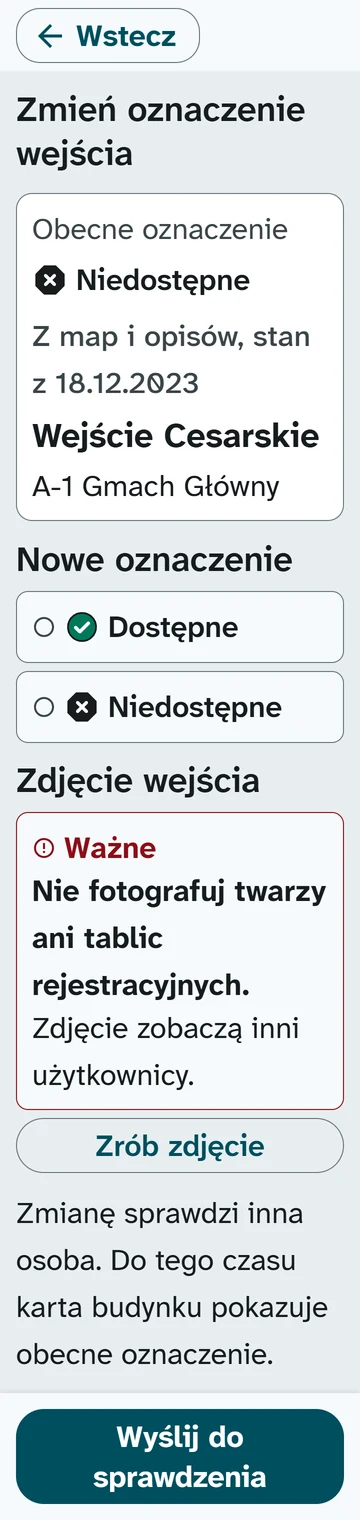 Wstecz
Zmień oznaczenie
wejścia
Obecne oznaczenie
Niedostępne
Z map i opisów, stan
z 18.12.2023
Wejście Cesarskie
A-1 Gmach Główny
Nowe oznaczenie
Dostępne
Niedostępne
Zdjęcie wejścia
Ważne
Nie fotografuj twarzy
ani tablic
rejestracyjnych.
Zdjęcie zobaczą inni
użytkownicy.
Zrób zdjęcie
Zmianę sprawdzi inna
osoba. Do tego czasu
karta budynku pokazuje
obecne oznaczenie.
Wyślij do
sprawdzenia